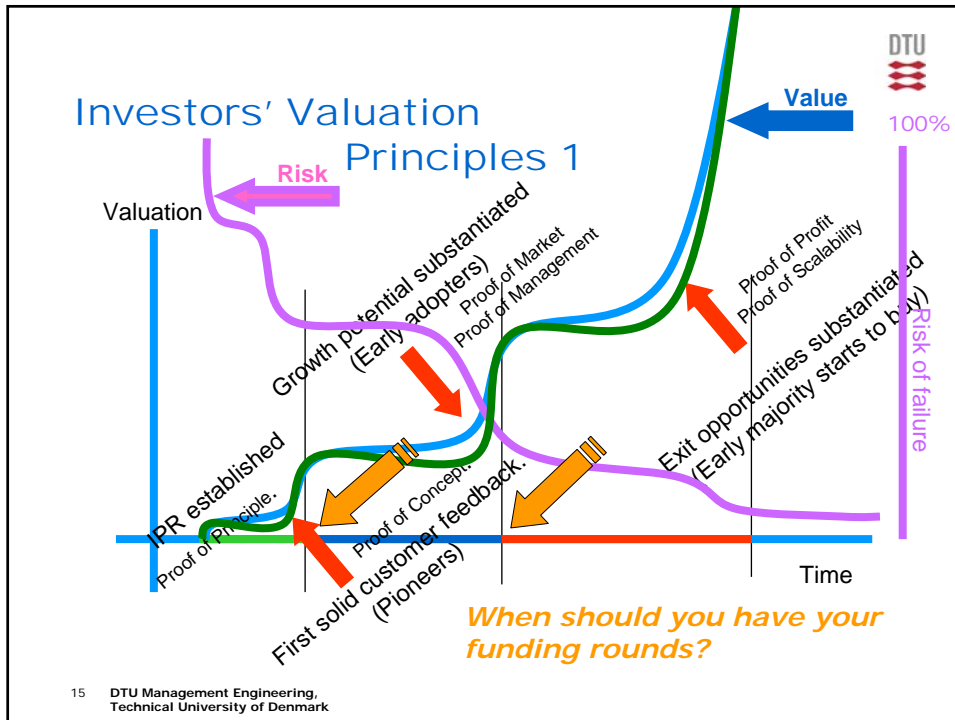 DTU
Investors' Valuation
Principles 1
Value
100%
Risk
Valuation
Growth potential substantiated
(Early adopters)
Proof of Market
Proof of Management
Proof of Profit
Proof of Scalability
Exit opportunities substantiated
(Early majority starts to buy)
Risk of failure
IPR established
Proof of Principle.
Proof of Concept.
First solid customer feedback.
(Pioneers)
Time
When should you have your
funding rounds?
15 DTU Management Engineering,
Technical University of Denmark